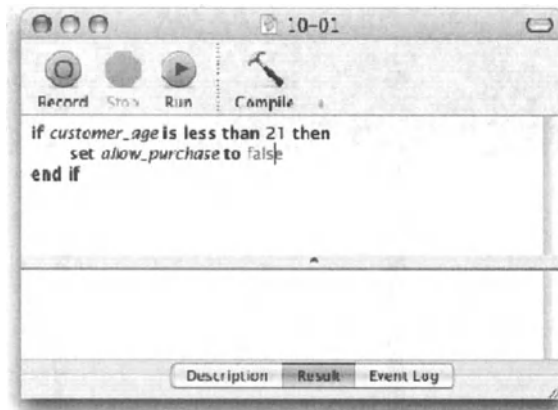 10-01
Record Stop Run Compile
if customer_age is less than 21 then
set allow_purchase to false
end if
Description Result Event Log